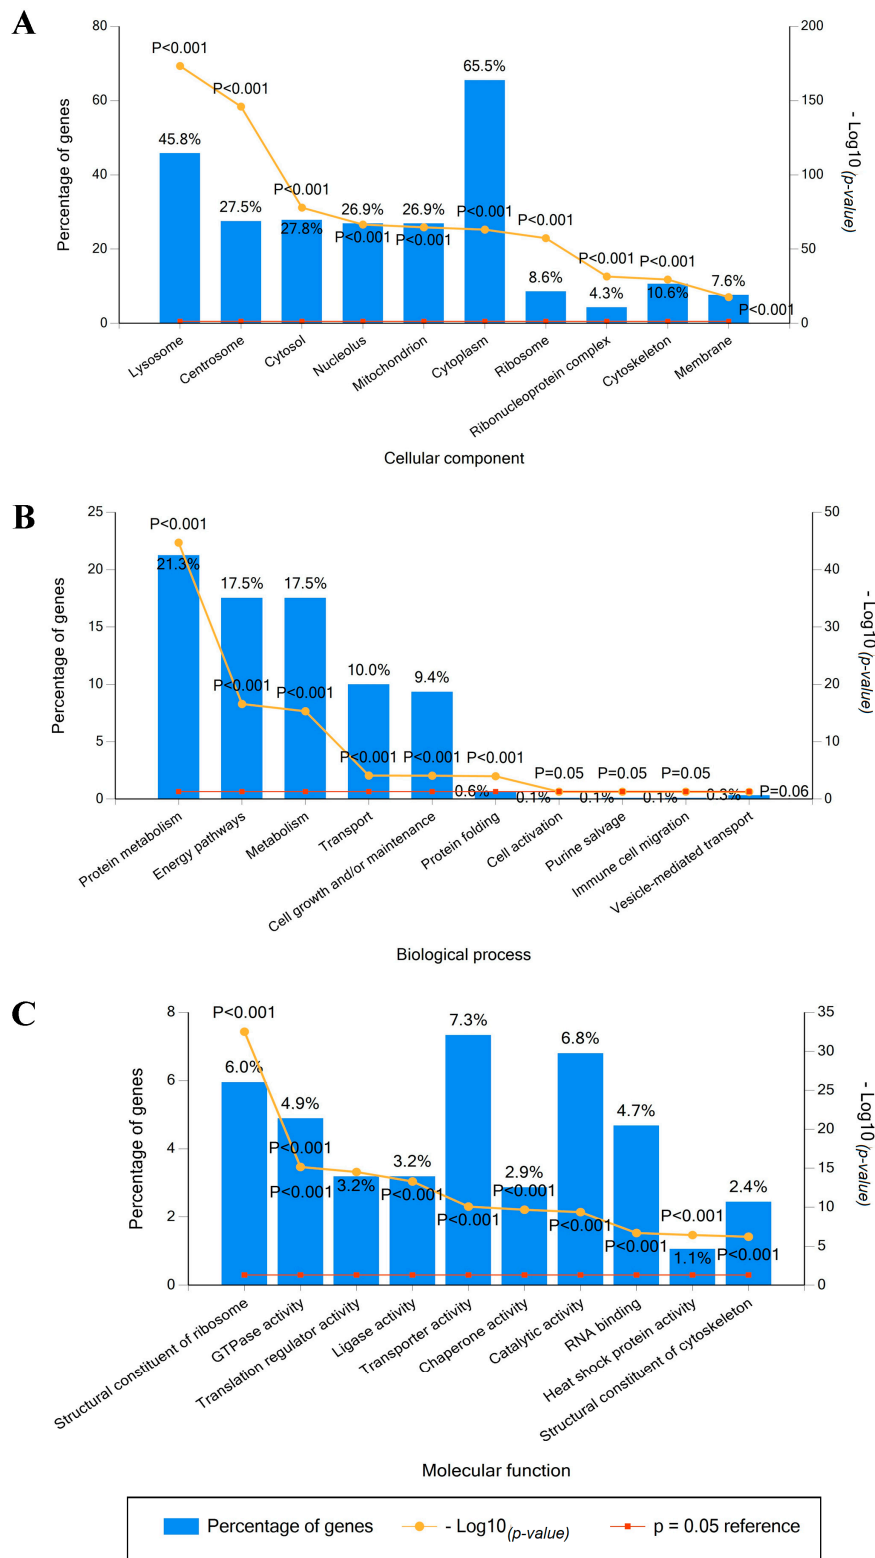 A
80
60
40
20
0
Percentage of genes
200
150
100
50
0
- Log10 (p-value)
P<0.001
P<0.001
P<0.001
P<0.001
P<0.001
P<0.001
P<0.001
P<0.001
P<0.001
P<0.001
45.8%
27.5%
27.8%
26.9%
26.9%
65.5%
8.6%
4.3%
10.6%
7.6%
Lysosome
Centrosome
Cytosol
Nucleolus
Mitochondrion
Cytoplasm
Ribosome
Ribonucleoprotein complex
Cytoskeleton
Membrane
Cellular component
B
25
20
15
10
5
0
Percentage of genes
50
40
30
20
10
0
- Log10 (p-value)
P<0.001
P<0.001
P<0.001
P<0.001
P<0.001
P<0.001
P=0.05
P=0.05
P=0.05
P=0.06
21.3%
17.5%
17.5%
10.0%
9.4%
0.6%
0.1%
0.1%
0.1%
0.3%
Protein metabolism
Energy pathways
Metabolism
Transport
Cell growth and/or maintenance
Protein folding
Cell activation
Purine salvage
Immune cell migration
Vesicle-mediated transport
Biological process
C
8
6
4
2
0
Percentage of genes
35
30
25
20
15
10
5
0
- Log10 (p-value)
P<0.001
P<0.001
P<0.001
P<0.001
P<0.001
P<0.001
P<0.001
P<0.001
P<0.001
P<0.001
6.0%
4.9%
3.2%
3.2%
7.3%
2.9%
6.8%
4.7%
1.1%
2.4%
Structural constituent of ribosome
GTPase activity
Translation regulator activity
Ligase activity
Transporter activity
Chaperone activity
Catalytic activity
RNA binding
Heat shock protein activity
Structural constituent of cytoskeleton
Molecular function
Percentage of genes
- Log10 (p-value)
p = 0.05 reference